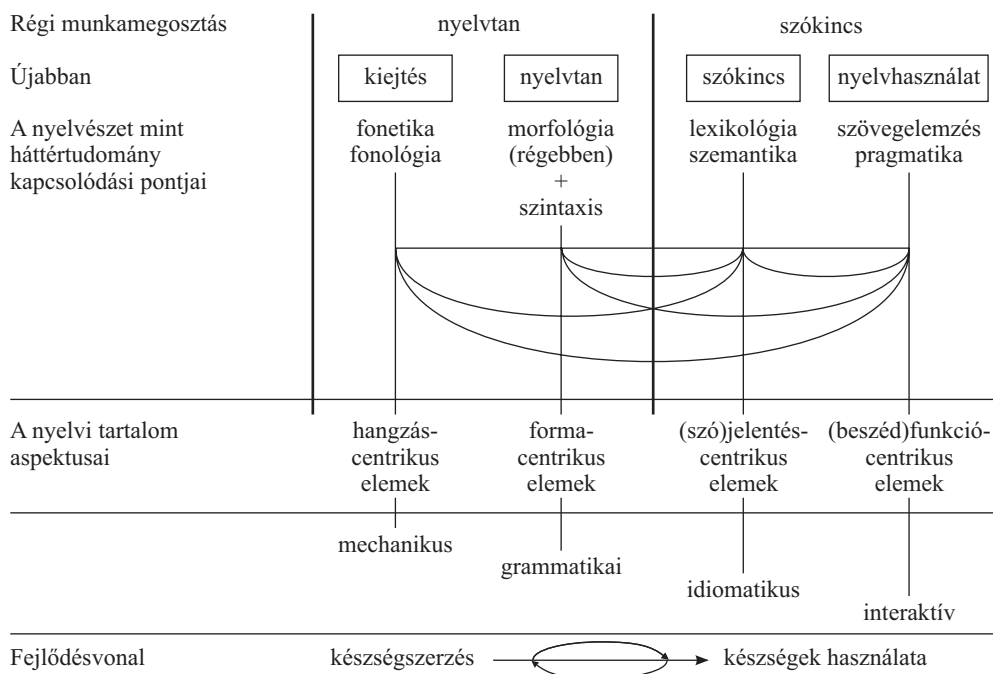 Régi munkamegosztás nyelvtan szókincs
Újabban kiejtés nyelvtan szókincs nyelvhasználat
A nyelvészet mint fonetika morfológia lexikológia szövegelemzés
háttértudomány fonológia (régebben) szemantika pragmatika
kapcsolódási pontjai +
szintaxis
A nyelvi tartalom hangzás- forma- (szó)jelentés- (beszéd)funkció-
aspektusai centrikus centrikus centrikus centrikus
elemek elemek elemek elemek
mechanikus
grammatikai
idiomatikus
interaktív
Fejlődésvonal készségszerzés készségek használata